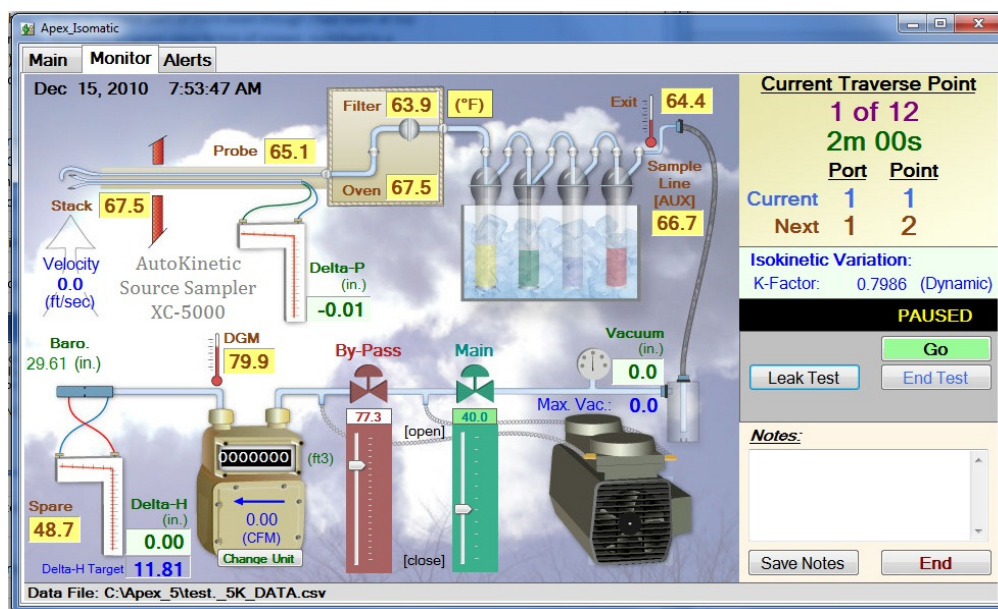 Apex_Isomatic
Main Monitor Alerts
Dec 15, 2010 7:53:47 AM
Filter 63.9 (°F)
Exit 64.4
Probe 65.1
Oven 67.5
Sample
Line
[AUX]
66.7
Stack 67.5
Velocity
0.0
(ft/sec)
AutoKinetic
Source Sampler
XC-5000
Delta-P
(in.)
-0.01
Baro.
29.61 (in.)
DGM
79.9
By-Pass
Main
Vacuum
(in.)
0.0
Max. Vac.: 0.0
77.3
40.0
[open]
0000000 (ft3)
Spare
48.7
Delta-H
(in.)
0.00
0.00
(CFM)
Change Unit
[close]
Delta-H Target 11.81
Current Traverse Point
1 of 12
2m 00s
Port Point
Current 1 1
Next 1 2
Isokinetic Variation:
K-Factor: 0.7986 (Dynamic)
PAUSED
Go
Leak Test End Test
Notes:
Save Notes End
Data File: C:\Apex_5\test._5K_DATA.csv